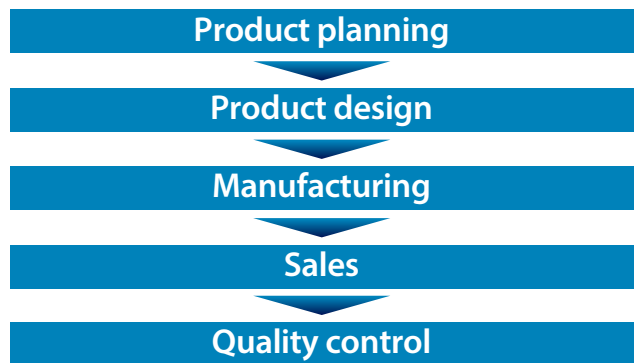 Product planning
Product design
Manufacturing
Sales
Quality control